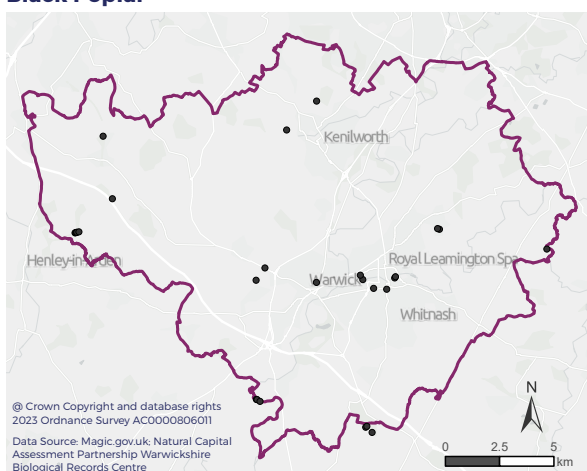 Black Poplar
Kenilworth
Henley-in-Arden
Royal Leamington Spa
Warwick
Whitnash
@ Crown Copyright and database rights
2023 Ordnance Survey AC0000806011
Data Source: Magic.gov.uk; Natural Capital
Assessment Partnership Warwickshire
Biological Records Centre
N
0 2.5 5
km